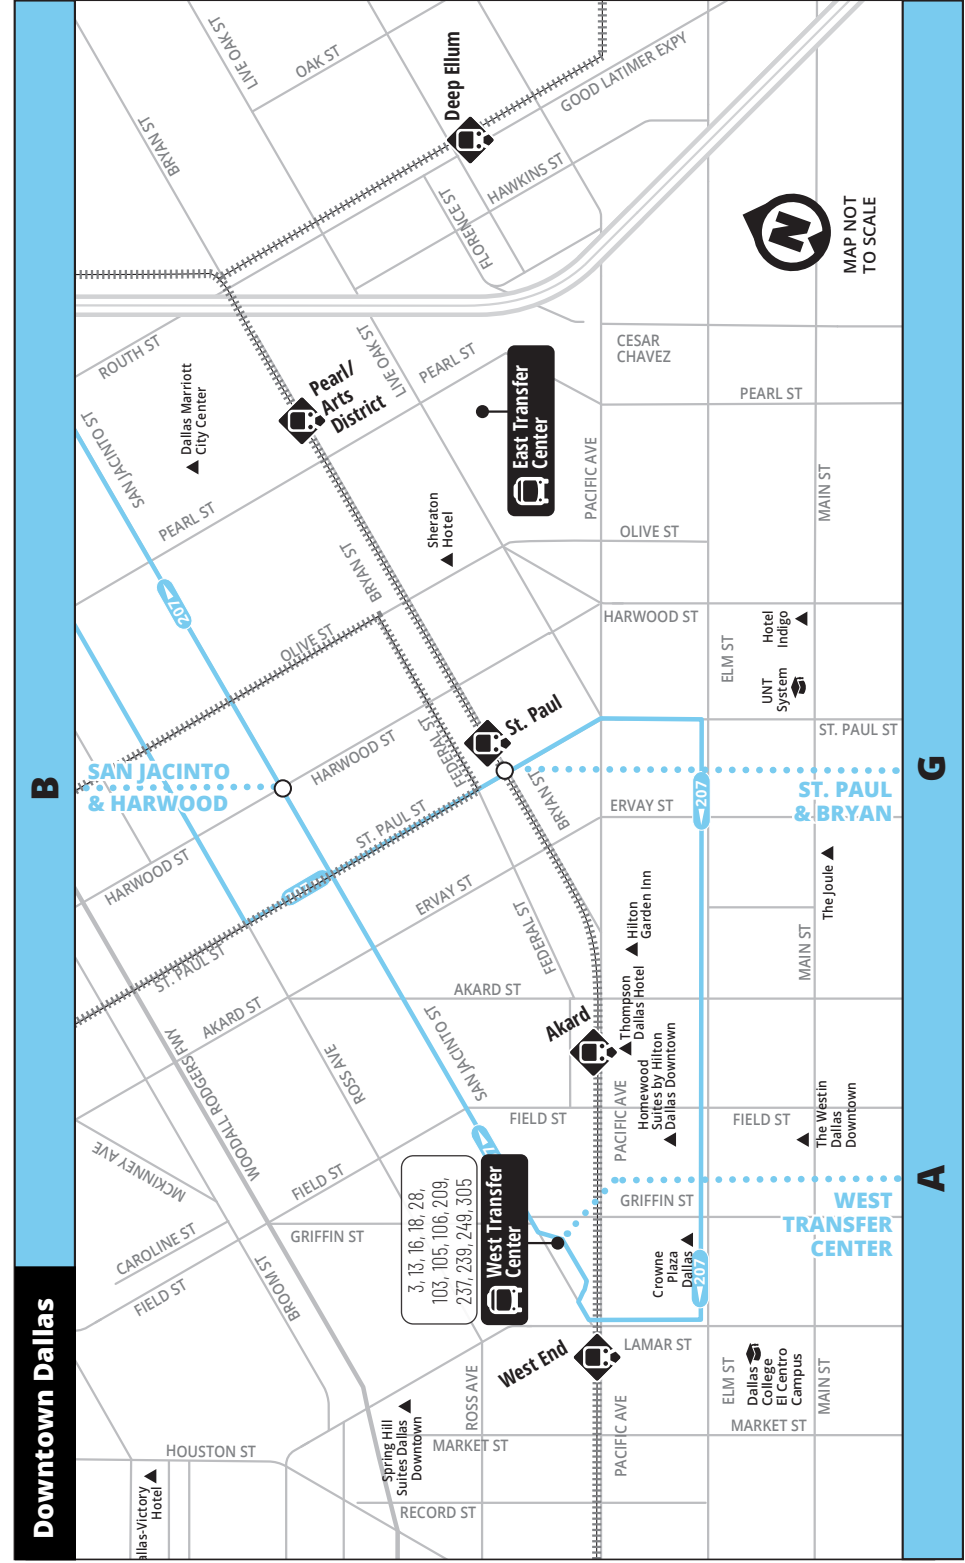 Downtown Dallas
B
SAN JACINTO
& HARWOOD
G
ST. PAUL
& BRYAN
A
WEST
TRANSFER
CENTER
MAP NOT
TO SCALE
N
Deep Ellum
Pearl/
Arts
District
St. Paul
Akard
West End
East Transfer
Center
West Transfer
Center
3, 13, 16, 18, 28,
103, 105, 106, 209,
237, 239, 249, 305
207
207
207
Dallas Marriott
City Center
Sheraton
Hotel
Hotel
Indigo
UNT
System
The Joule
Hilton
Garden Inn
Thompson
Dallas Hotel
Homewood
Suites by Hilton
Dallas Downtown
The Westin
Dallas
Downtown
Crowne
Plaza
Dallas
Dallas
College
El Centro
Campus
Spring Hill
Suites Dallas
Downtown
allas-Victory
Hotel
LIVE OAK ST
OAK ST
BRYAN ST
GOOD LATIMER EXPY
HAWKINS ST
FLORENCE ST
ROUTH ST
LIVE OAK ST
PEARL ST
CESAR
CHAVEZ
PEARL ST
SAN JACINTO ST
PEARL ST
PACIFIC AVE
MAIN ST
OLIVE ST
BRYAN ST
OLIVE ST
HARWOOD ST
ELM ST
HARWOOD ST
FEDERAL ST
ST. PAUL ST
HARWOOD ST
ST. PAUL ST
BRYAN ST
ERVAY ST
ERVAY ST
FEDERAL ST
MAIN ST
ST. PAUL ST
AKARD ST
AKARD ST
SAN JACINTO ST
ROSS AVE
WOODALL RODGERS FWY
MCKINNEY AVE
FIELD ST
FIELD ST
FIELD ST
PACIFIC AVE
GRIFFIN ST
GRIFFIN ST
CAROLINE ST
FIELD ST
BROOM ST
LAMAR ST
ROSS AVE
ELM ST
MAIN ST
MARKET ST
MARKET ST
PACIFIC AVE
HOUSTON ST
RECORD ST